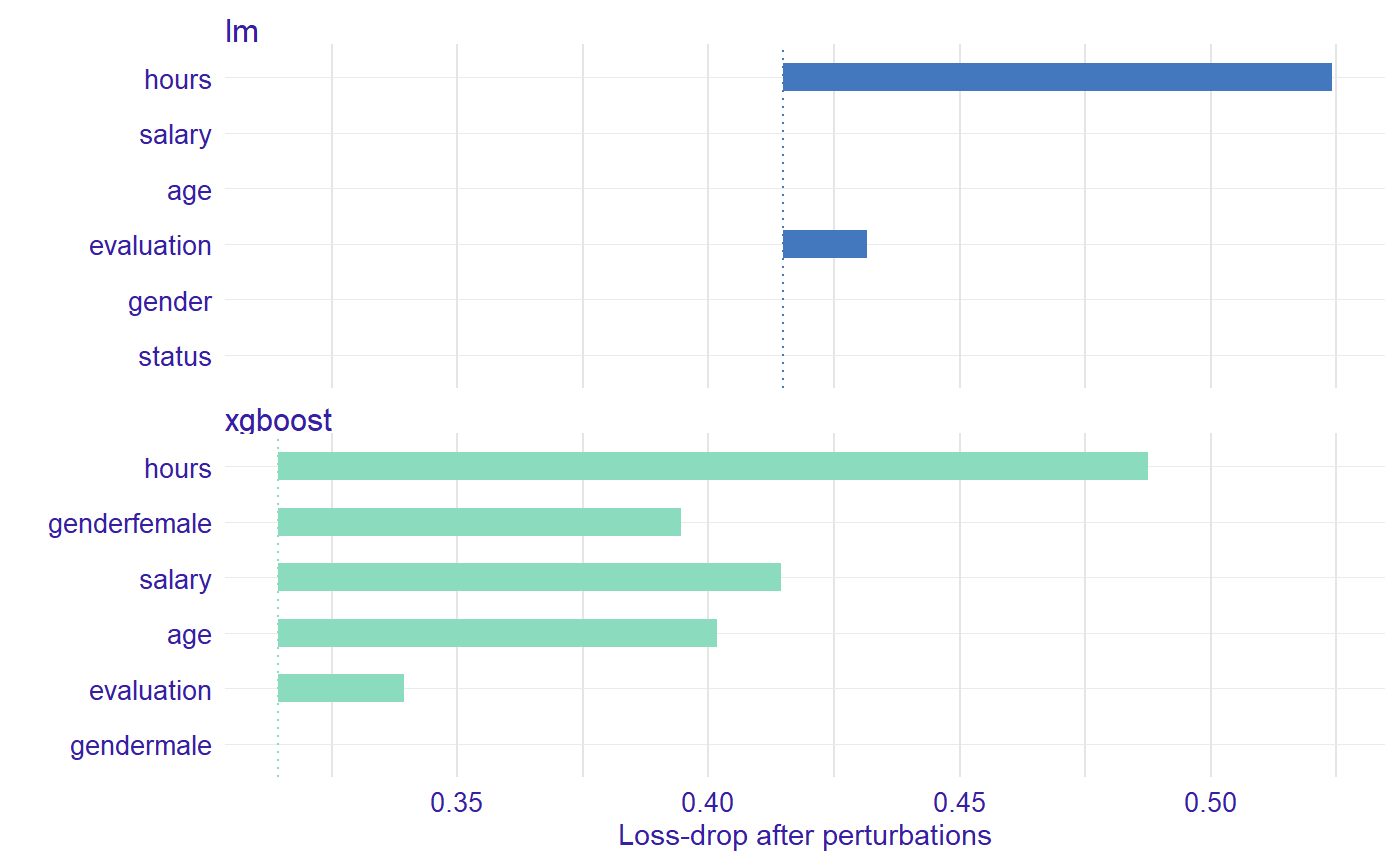 lm
hours
salary
age
evaluation
gender
status
xgboost
hours
genderfemale
salary
age
evaluation
gendermale
0.35 0.40 0.45 0.50
Loss-drop after perturbations